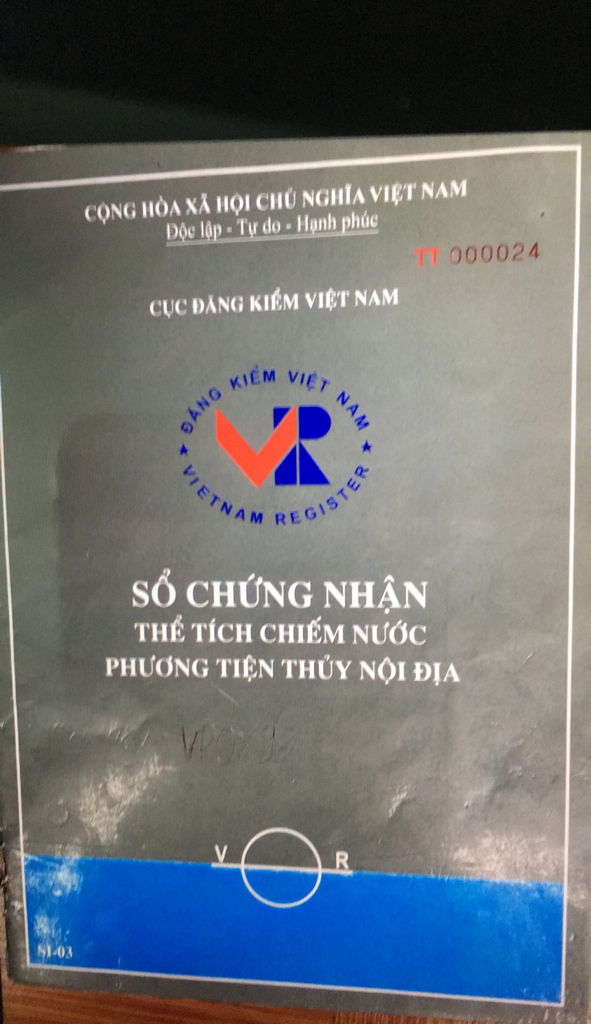 CỘNG HÒA XÃ HỘI CHỦ NGHĨA VIỆT NAM
Độc lập - Tự do - Hạnh phúc
TT 000024
CỤC ĐĂNG KIỂM VIỆT NAM
★ ĐĂNG KIỂM VIỆT NAM ★
VR
VIETNAM REGISTER
SỔ CHỨNG NHẬN
THỂ TÍCH CHIẾM NƯỚC
PHƯƠNG TIỆN THỦY NỘI ĐỊA
V R
SI-03